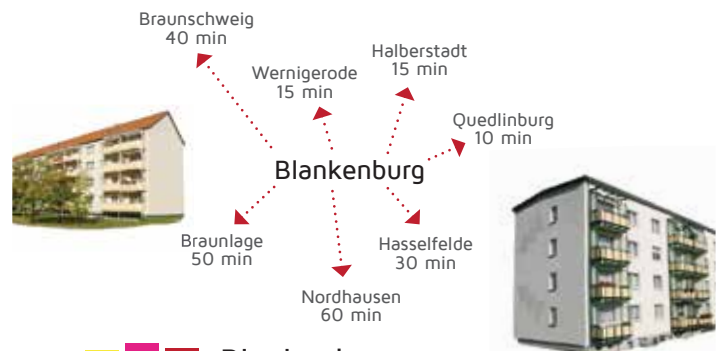 Braunschweig
40 min
Wernigerode
15 min
Halberstadt
15 min
Quedlinburg
10 min
Blankenburg
Braunlage
50 min
Hasselfelde
30 min
Nordhausen
60 min